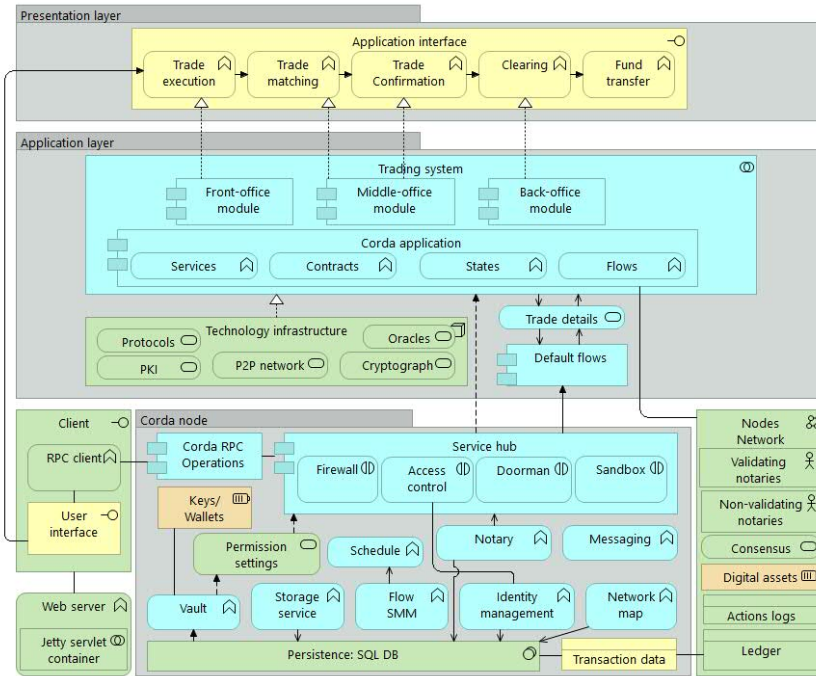 Presentation layer
Application interface
Trade
execution
Trade
matching
Trade
Confirmation
Clearing
Fund
transfer
Application layer
Trading system
Front-office
module
Middle-office
module
Back-office
module
Corda application
Services
Contracts
States
Flows
Technology infrastructure
Protocols
Oracles
PKI
P2P network
Cryptograph
Trade details
Default flows
Client
RPC client
User
interface
Web server
Jetty servlet
container
Corda node
Corda RPC
Operations
Service hub
Firewall
Access
control
Doorman
Sandbox
Keys/
Wallets
Permission
settings
Schedule
Notary
Messaging
Vault
Storage
service
Flow
SMM
Identity
management
Network
map
Persistence: SQL DB
Transaction data
Nodes
Network
Validating
notaries
Non-validating
notaries
Consensus
Digital assets
Actions logs
Ledger